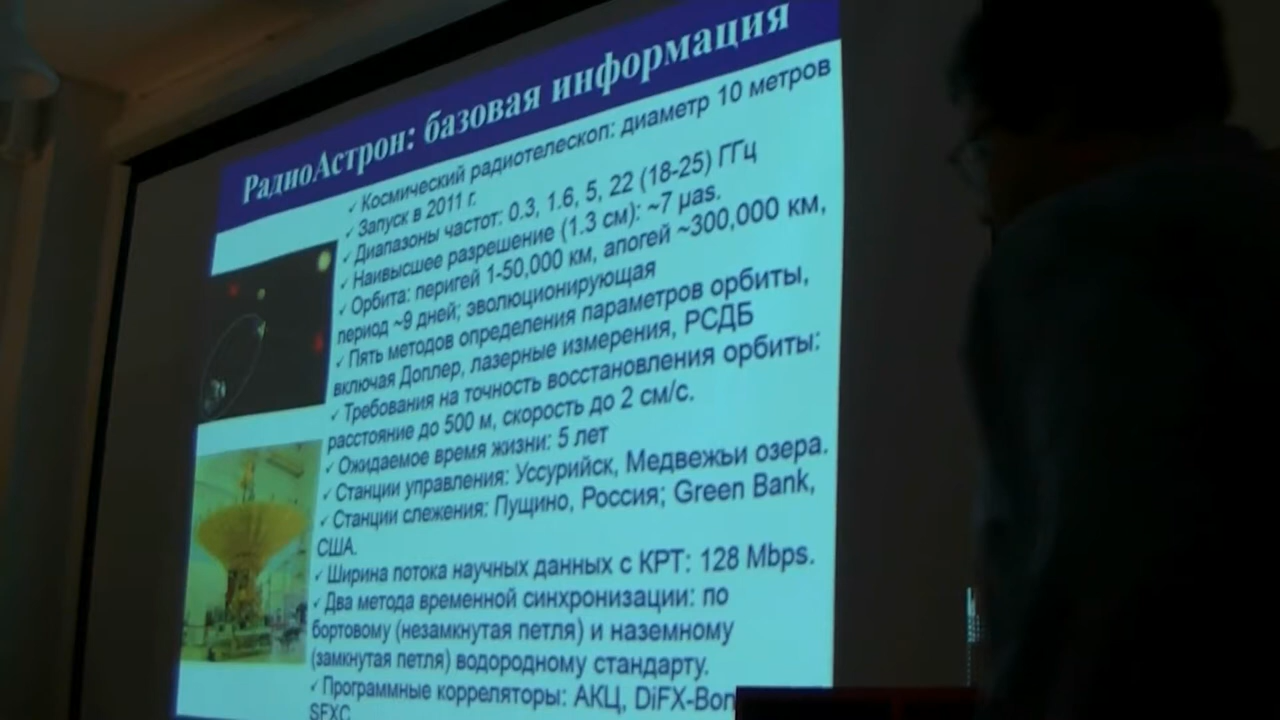 РадиоАстрон: базовая информация
✓ Космический радиотелескоп: диаметр 10 метров
✓ Запуск в 2011 г.
✓ Диапазоны частот: 0.3, 1.6, 5, 22 (18-25) ГГц
✓ Наивысшее разрешение (1.3 см): ~7 μas.
✓ Орбита: перигей 1-50,000 км, апогей ~300,000 км,
период ~9 дней; эволюционирующая
✓ Пять методов определения параметров орбиты,
включая Доплер, лазерные измерения, РСДБ
✓ Требования на точность восстановления орбиты:
расстояние до 500 м, скорость до 2 см/с.
✓ Ожидаемое время жизни: 5 лет
✓ Станции управления: Уссурийск, Медвежьи озера.
✓ Станции слежения: Пущино, Россия; Green Bank,
США.
✓ Ширина потока научных данных с КРТ: 128 Mbps.
✓ Два метода временной синхронизации: по
бортовому (незамкнутая петля) и наземному
(замкнутая петля) водородному стандарту.
✓ Программные корреляторы: АКЦ, DiFX-Bon
SFXC